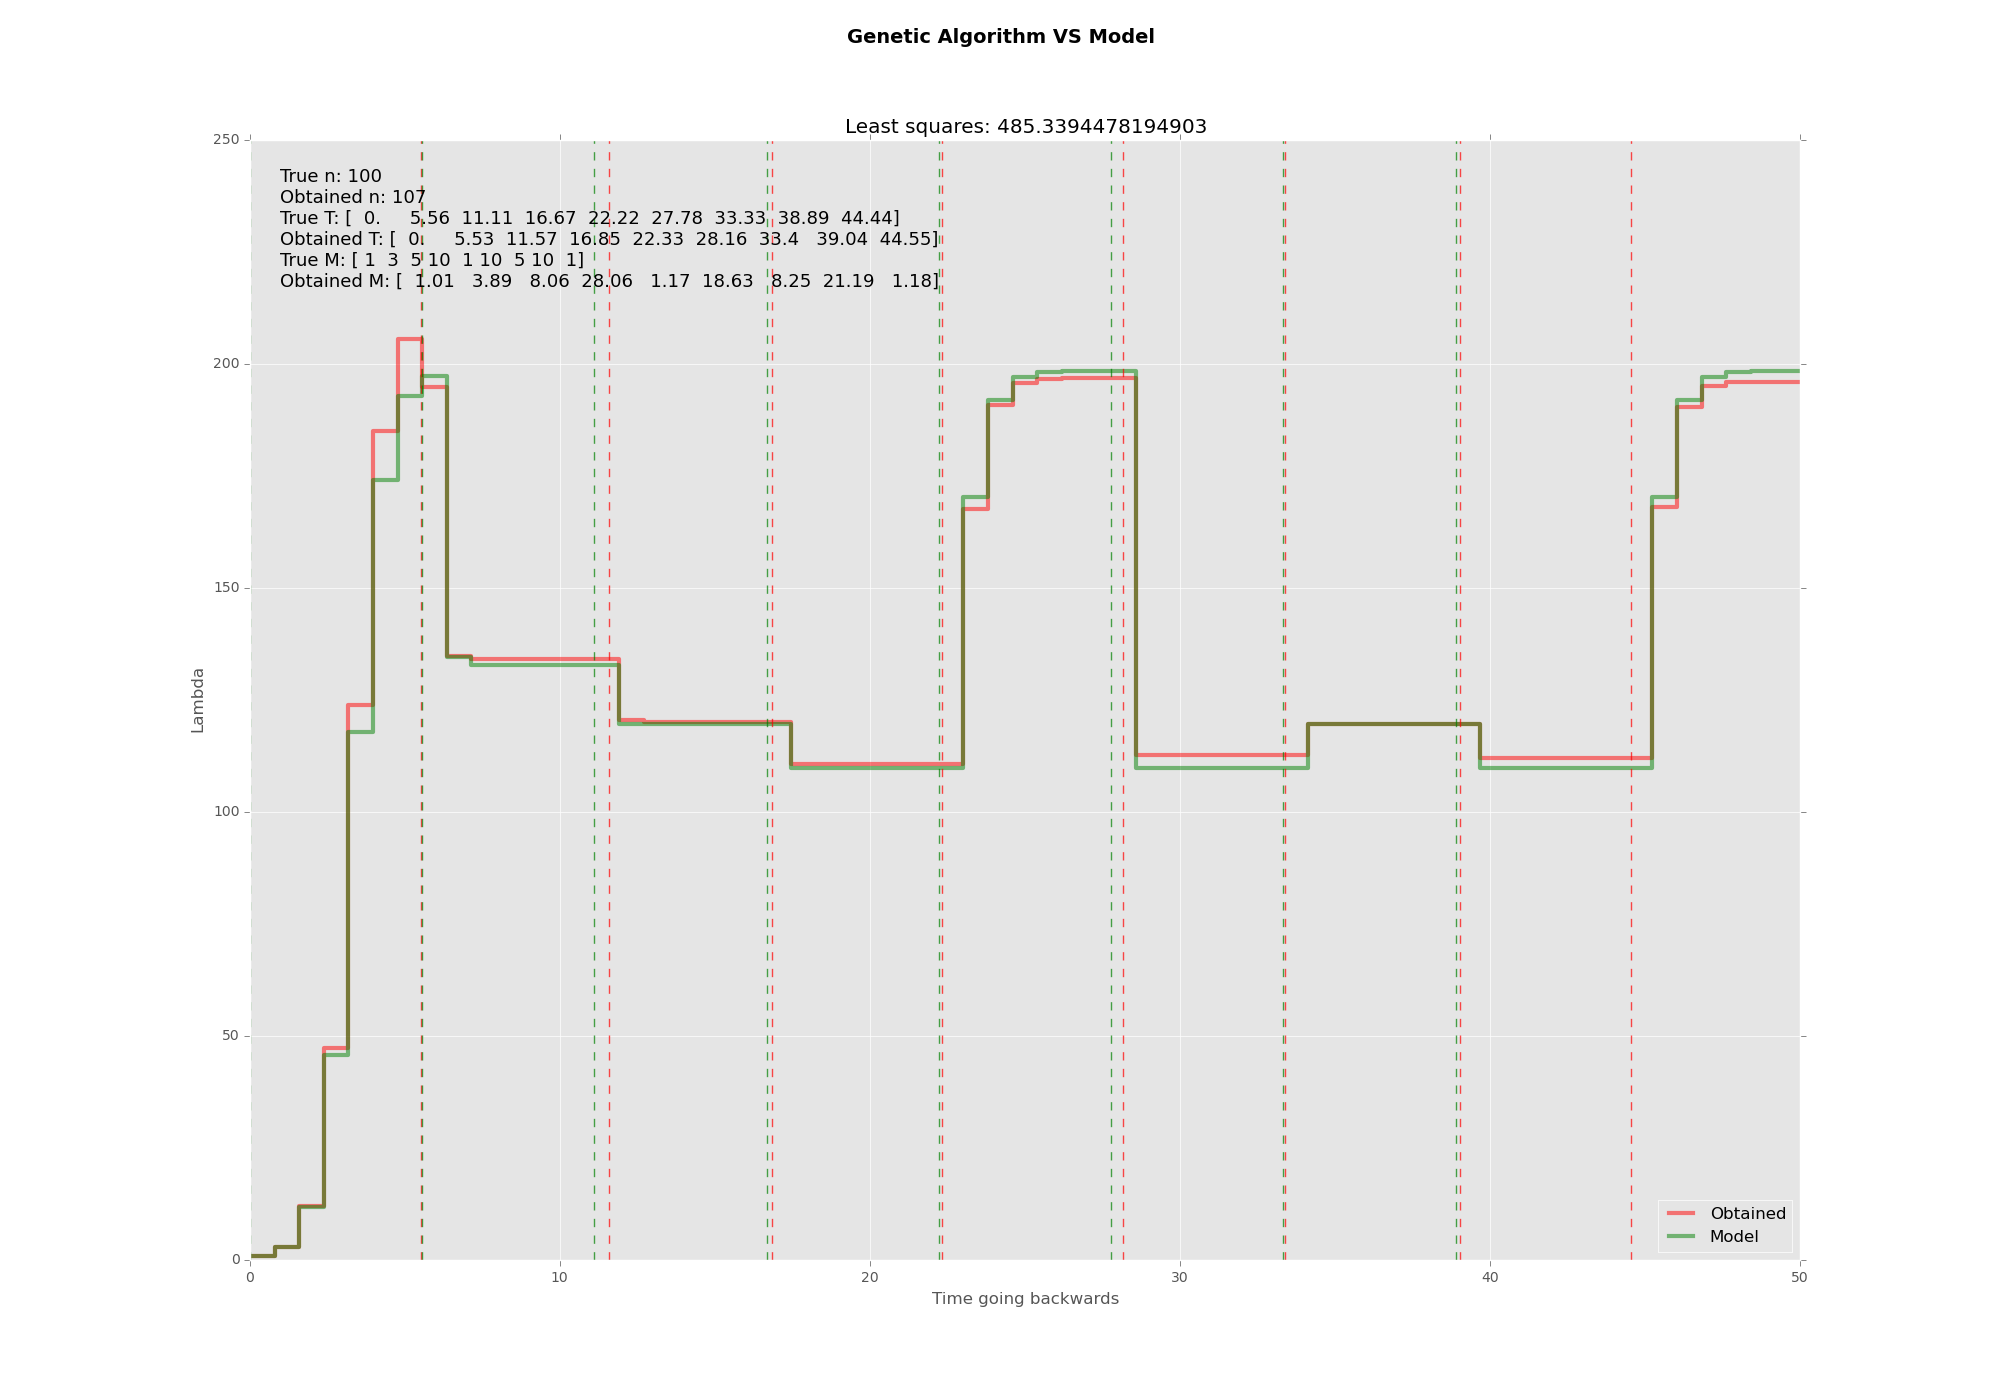 Genetic Algorithm VS Model
Least squares: 485.3394478194903
250
True n: 100
Obtained n: 107
True T: [  0.     5.56  11.11  16.67  22.22  27.78  33.33  38.89  44.44]
Obtained T: [  0.     5.53  11.57  16.85  22.33  28.16  33.4   39.04  44.55]
True M: [ 1  3  5 10  1 10  5 10  1]
Obtained M: [  1.01   3.89   8.06  28.06   1.17  18.63   8.25  21.19   1.18]
200
150
Lambda
100
50
0
Obtained
Model
0 10 20 30 40 50
Time going backwards